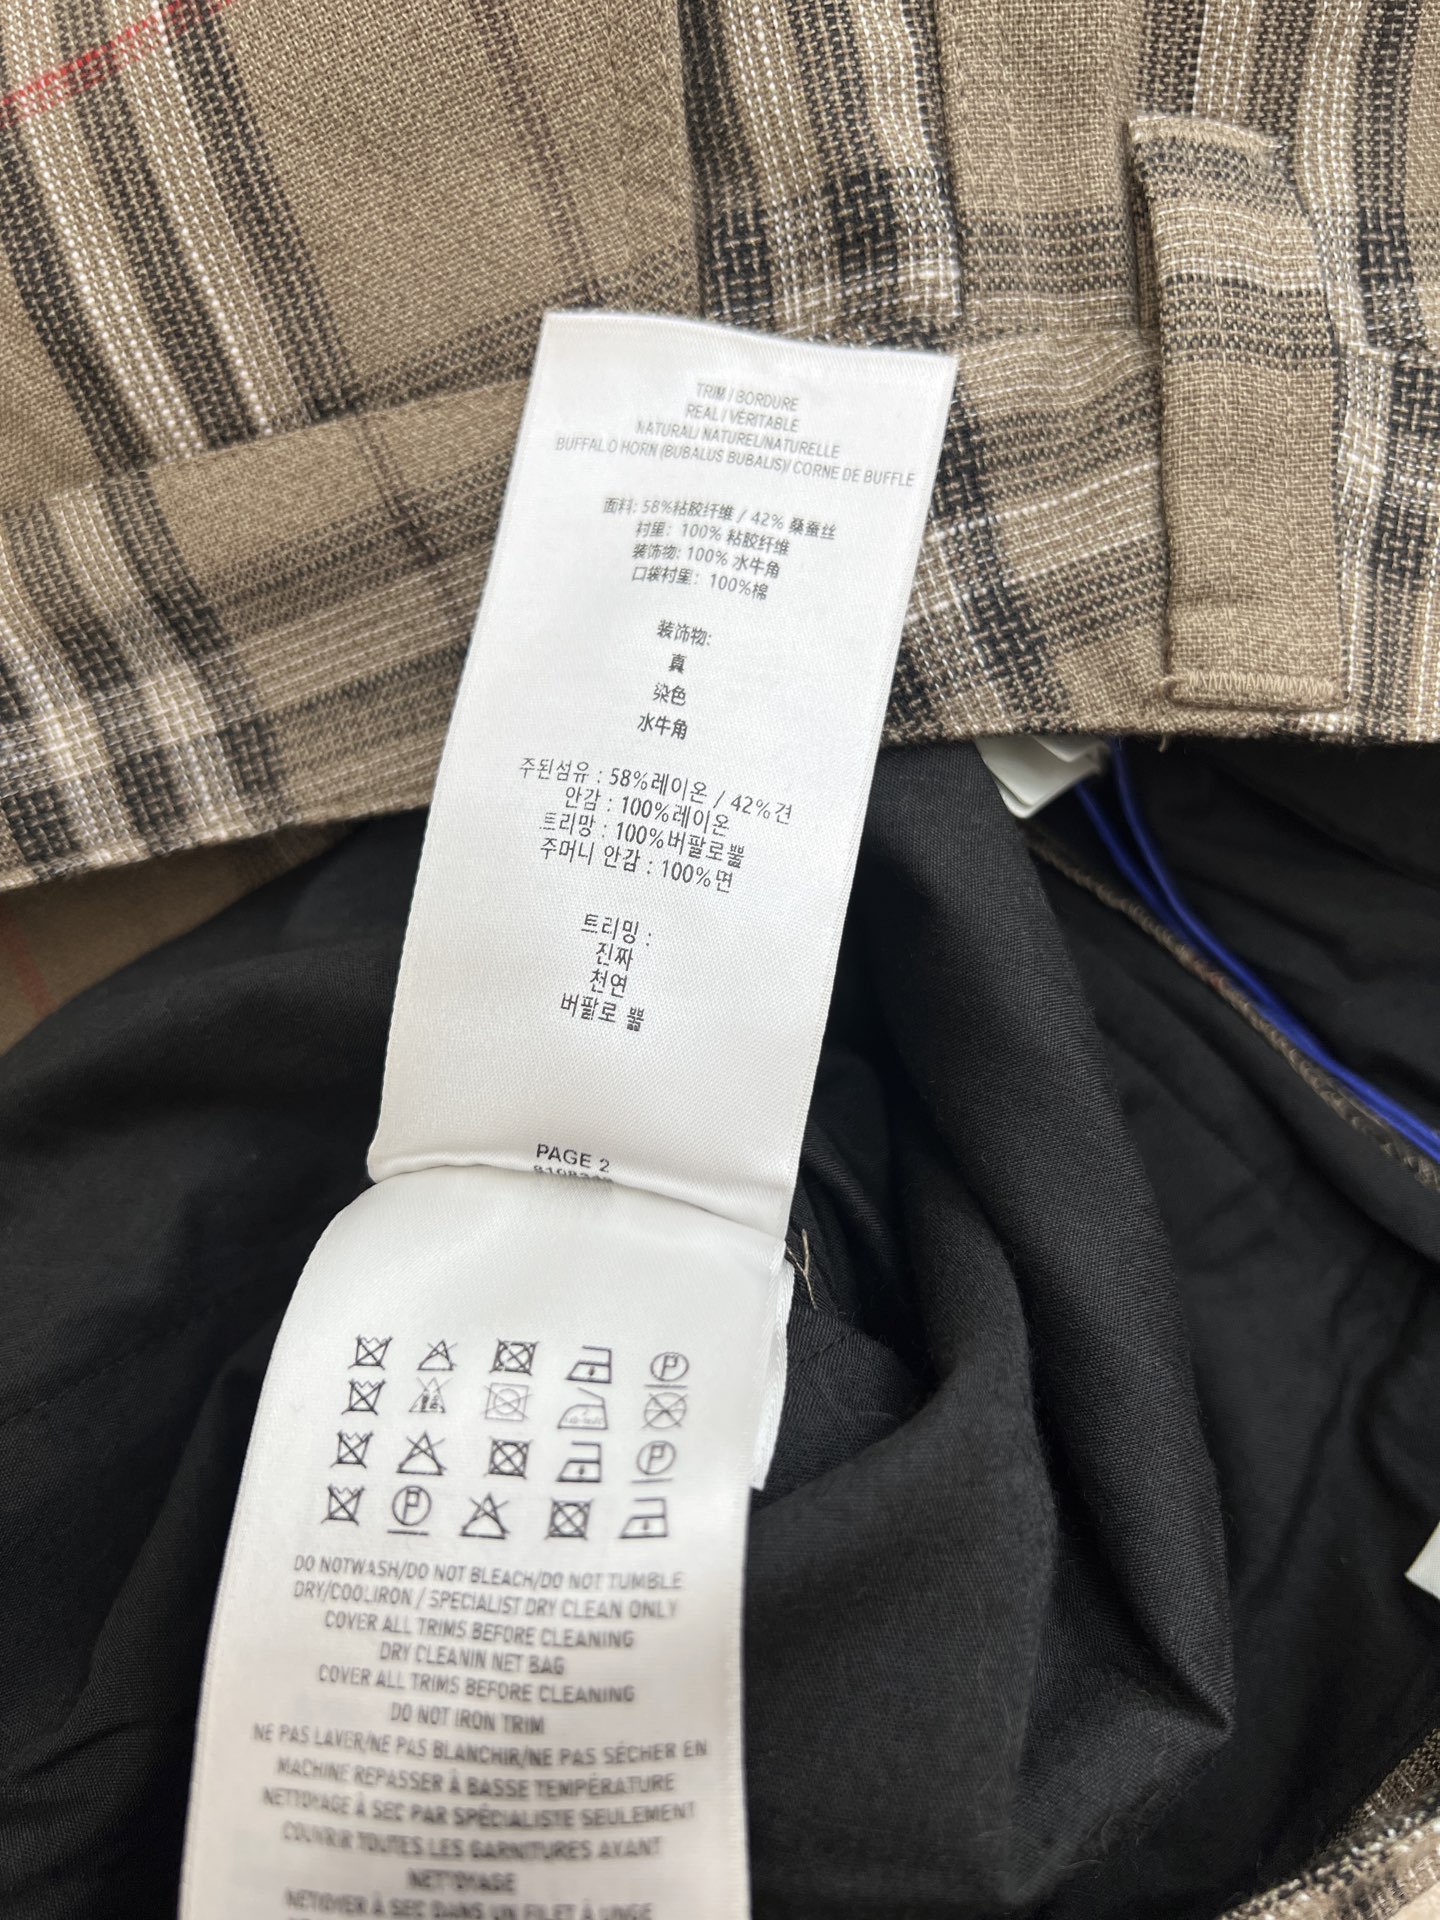 TRIM / BORDURE
REAL / VÉRITABLE
NATURAL/ NATUREL/NATURELLE
BUFFALO HORN (BUBALUS BUBALIS)/ CORNE DE BUFFLE
面料: 58%粘胶纤维 / 42% 桑蚕丝
衬里: 100% 粘胶纤维
装饰物: 100% 水牛角
口袋衬里: 100%棉
装饰物:
真
染色
水牛角
주된섬유 : 58%레이온 / 42%견
안감 : 100%레이온
트리망 : 100%버팔로뿔
주머니 안감 : 100%면
트리밍 :
진짜
천연
버팔로 뿔
PAGE 2
DO NOTWASH/DO NOT BLEACH/DO NOT TUMBLE
DRY/COOLIRON / SPECIALIST DRY CLEAN ONLY
COVER ALL TRIMS BEFORE CLEANING
DRY CLEANIN NET BAG
COVER ALL TRIMS BEFORE CLEANING
DO NOT IRON TRIM
NE PAS LAVER/NE PAS BLANCHIR/NE PAS SÉCHER EN
MACHINE REPASSER À BASSE TEMPÉRATURE
NETTOYAGE À SEC PAR SPÉCIALISTE SEULEMENT
COUVRIR TOUTES LES GARNITURES AVANT
NETTOYAGE
NETTOYER À SEC DANS UN FILET À LINGE